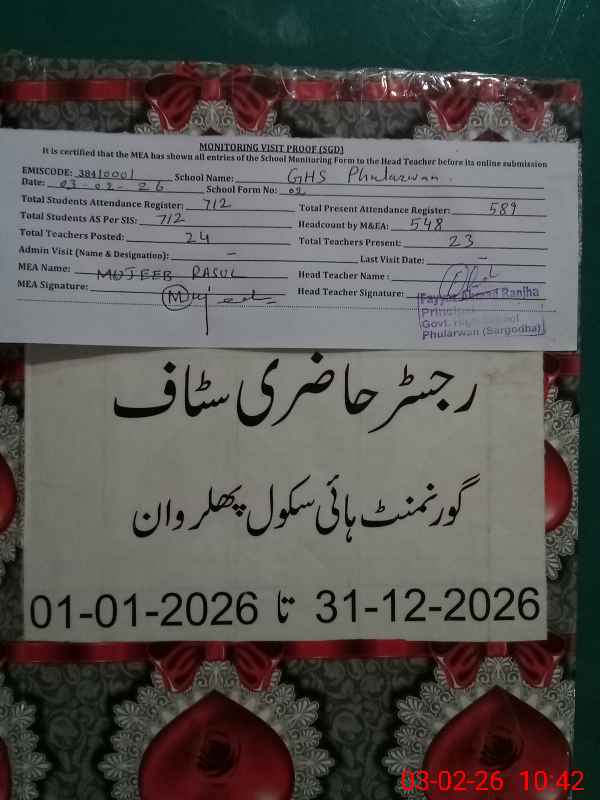 MONITORING VISIT PROOF (SGD)
It is certified that the MEA has shown all entries of the School Monitoring Form to the Head Teacher before its online submission
EMISCODE: 38410001 School Name: GHS Phularwan.
Date: 03-02-26 School Form No: 02
Total Students Attendance Register: 712 Total Present Attendance Register: 589
Total Students AS Per SIS: 712 Headcount by M&EA: 548
Total Teachers Posted: 24 Total Teachers Present: 23
Admin Visit (Name & Designation): - Last Visit Date: -
MEA Name: MUJEEB RASUL Head Teacher Name:
MEA Signature: Mujeeb Head Teacher Signature:
Fayyaz Ahmad Ranjha
Principal
Govt. High School
Phularwan (Sargodha)
رجسٹر حاضری سٹاف
گورنمنٹ ہائی سکول پھلروان
01-01-2026 تا 31-12-2026
03-02-26 10:42